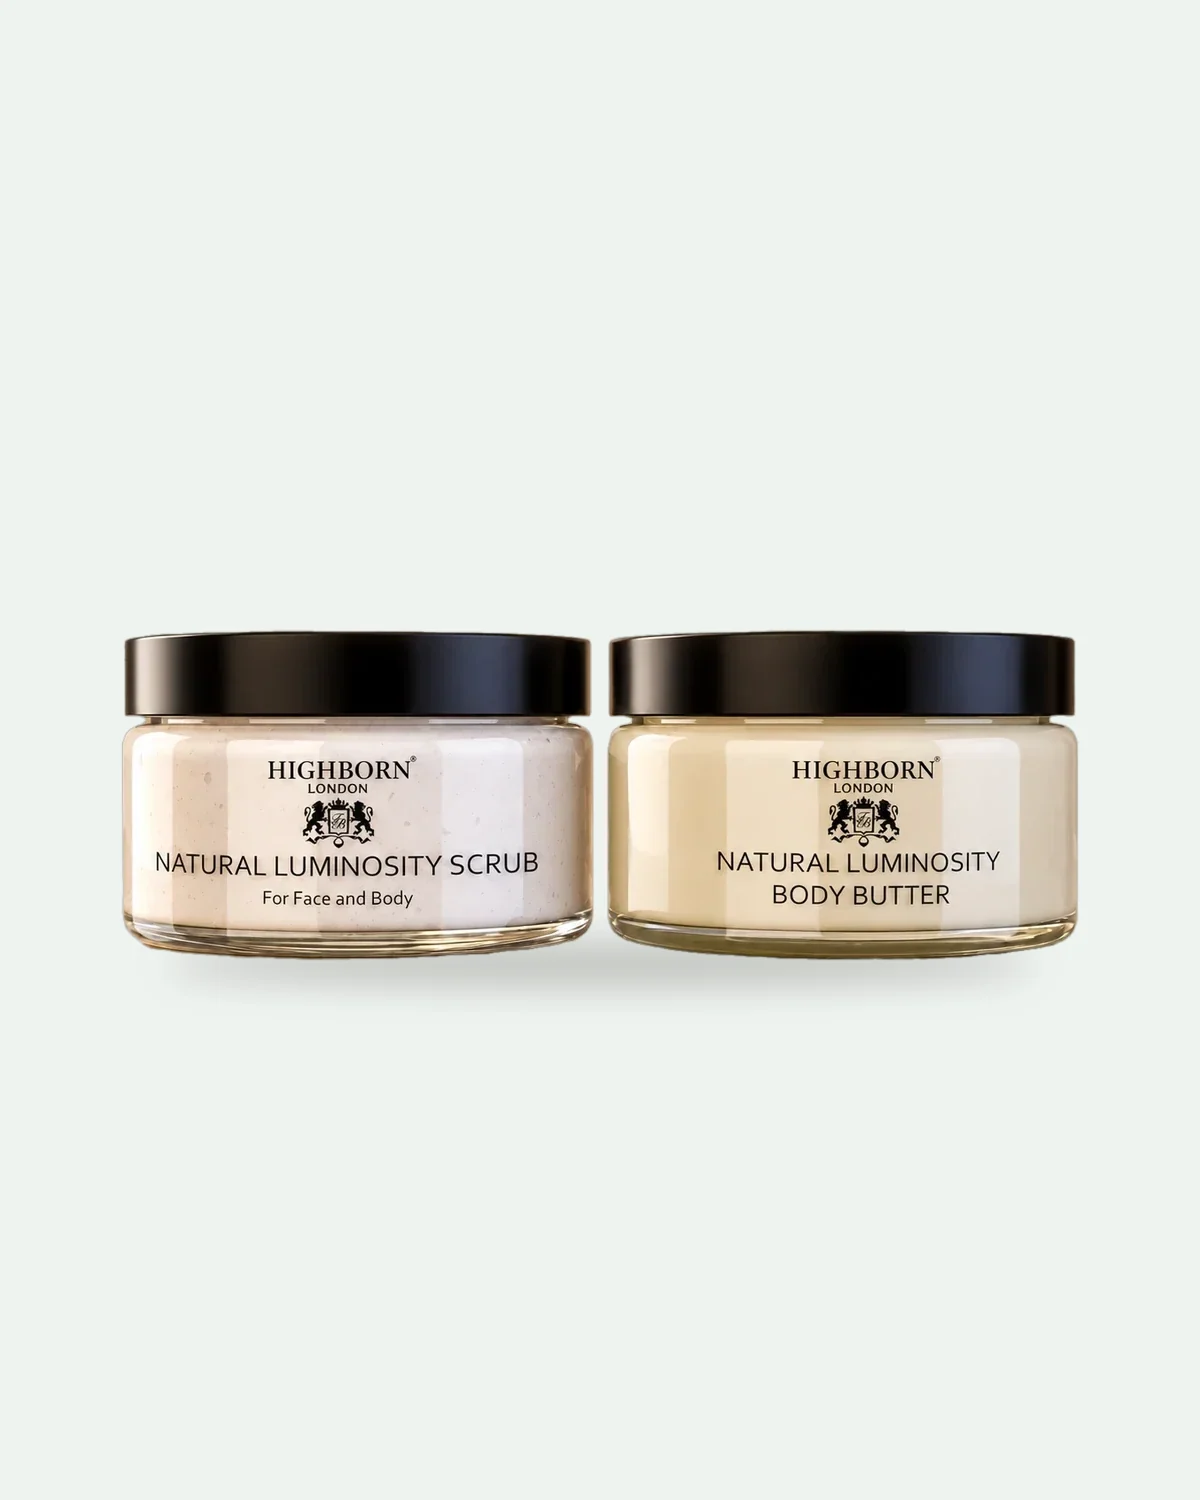 HIGHBORN®
LONDON
NATURAL LUMINOSITY SCRUB
For Face and Body
HIGHBORN®
LONDON
NATURAL LUMINOSITY
BODY BUTTER